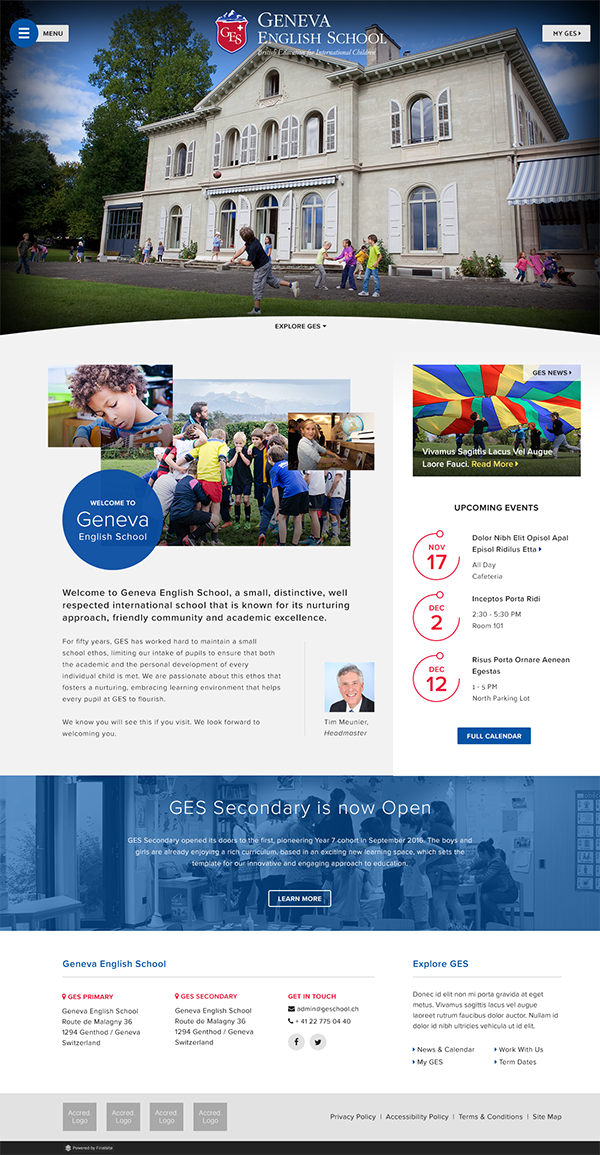 MENU
GES
GENEVA
ENGLISH SCHOOL
British Education for International Children
MY GES
EXPLORE GES
GES NEWS
Vivamus Sagittis Lacus Vel Augue
Laore Fauci. Read More
WELCOME TO
Geneva
English School
UPCOMING EVENTS
NOV
17
Dolor Nibh Elit Opisol Apal
Episol Ridilus Etta
All Day
Cafeteria
DEC
2
Inceptos Porta Ridi
2:30 - 5:30 PM
Room 101
DEC
12
Risus Porta Ornare Aenean
Egestas
1 - 5 PM
North Parking Lot
FULL CALENDAR
Welcome to Geneva English School, a small, distinctive, well
respected international school that is known for its nurturing
approach, friendly community and academic excellence.
For fifty years, GES has worked hard to maintain a small
school ethos, limiting our intake of pupils to ensure that both
the academic and the personal development of every
individual child is met. We are passionate about this ethos that
fosters a nurturing, embracing learning environment that helps
every pupil at GES to flourish.
We know you will see this if you visit. We look forward to
welcoming you.
Tim Meunier,
Headmaster
GES Secondary is now Open
GES Secondary opened its doors to the first, pioneering Year 7 cohort in September 2016. The boys and
girls are already enjoying a rich curriculum, based in an exciting new learning space, which sets the
template for our innovative and engaging approach to education.
LEARN MORE
Geneva English School
GES PRIMARY
Geneva English School
Route de Malagny 36
1294 Genthod / Geneva
Switzerland
GES SECONDARY
Geneva English School
Route de Malagny 36
1294 Genthod / Geneva
Switzerland
GET IN TOUCH
admin@geschool.ch
+ 41 22 775 04 40
Explore GES
Donec id elit non mi porta gravida at eget
metus. Vivamus sagittis lacus vel augue
laoreet rutrum faucibus dolor auctor. Nullam id
dolor id nibh ultricies vehicula ut id elit.
News & Calendar
Work With Us
My GES
Term Dates
Accred. Logo
Accred. Logo
Accred. Logo
Accred. Logo
Privacy Policy | Accessibility Policy | Terms & Conditions | Site Map
Powered by Finalsite